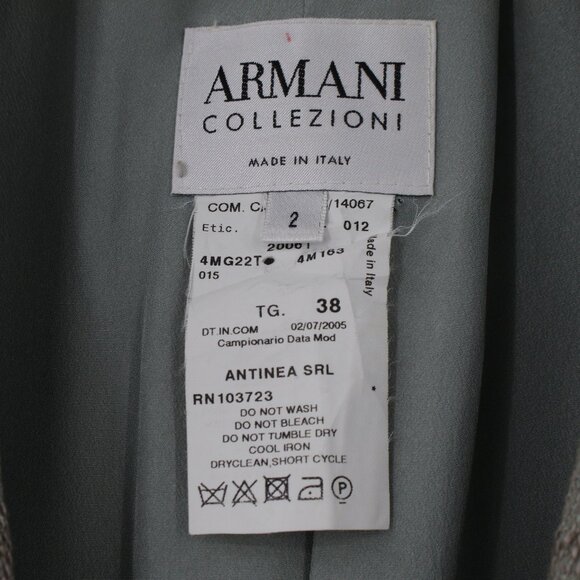 ARMANI
COLLEZIONI
MADE IN ITALY
COM. C /14067
2
Etic. 012
20061
4MG22T 4M183
015
Made in Italy
TG. 38
DT.IN.COM 02/07/2005
Campionario Data Mod
ANTINEA SRL
RN103723
DO NOT WASH
DO NOT BLEACH
DO NOT TUMBLE DRY
COOL IRON
DRYCLEAN,SHORT CYCLE
P